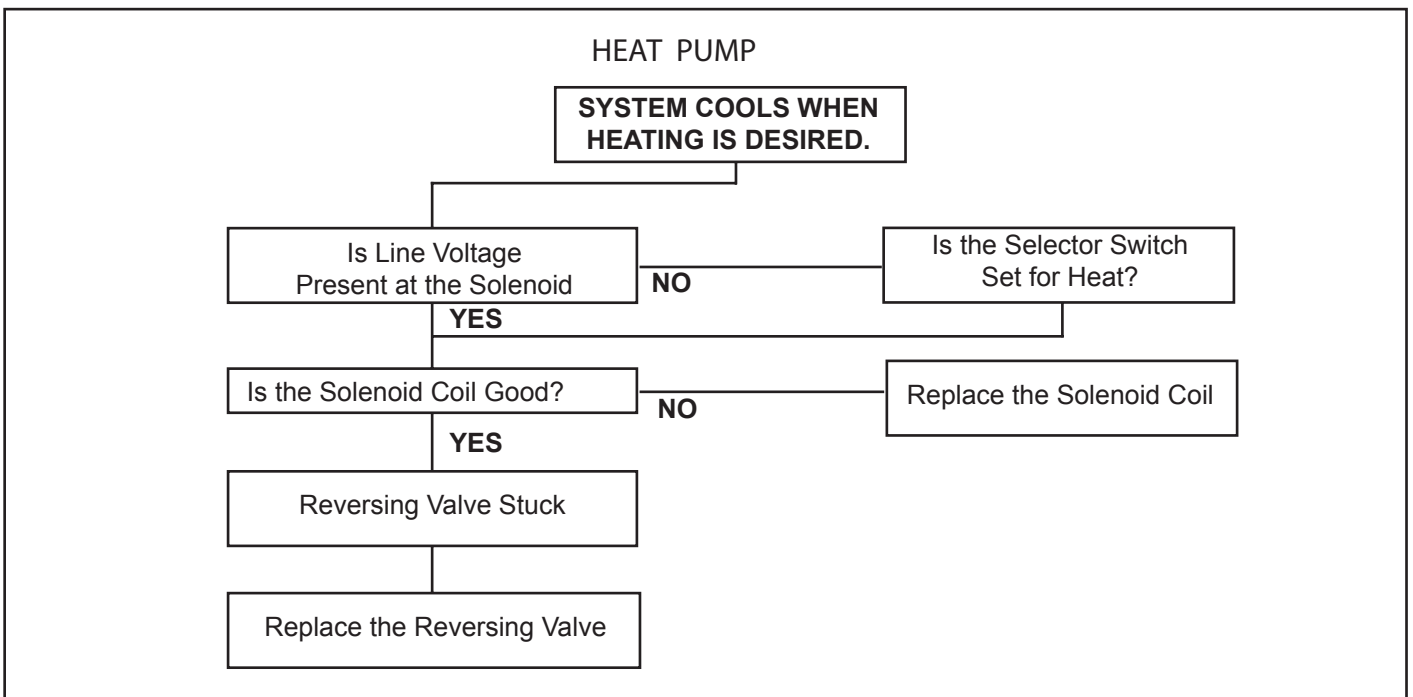 HEAT PUMP
SYSTEM COOLS WHEN
HEATING IS DESIRED.
Is Line Voltage
Present at the Solenoid
NO
Is the Selector Switch
Set for Heat?
YES
Is the Solenoid Coil Good?
NO
Replace the Solenoid Coil
YES
Reversing Valve Stuck
Replace the Reversing Valve